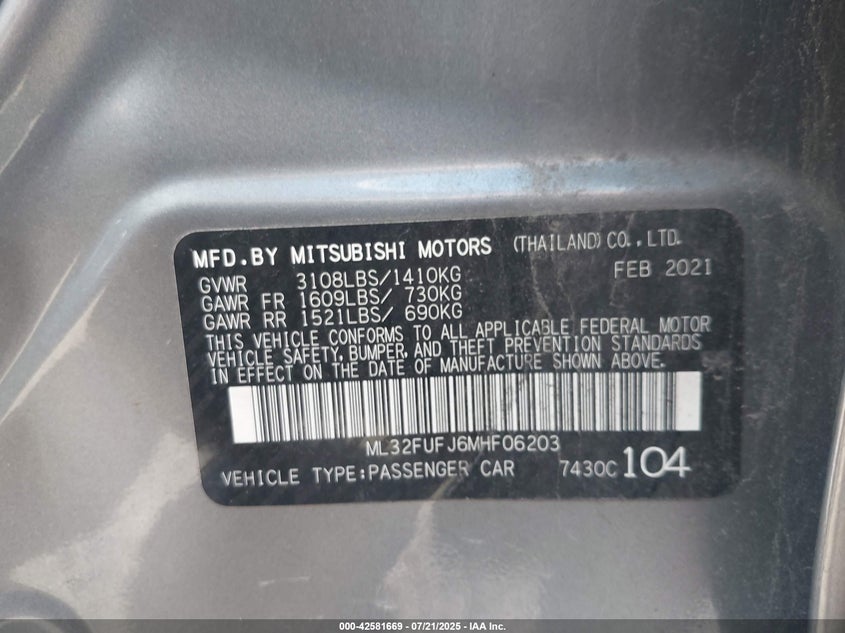 MFD.BY MITSUBISHI MOTORS (THAILAND) CO.,LTD.
FEB 2021
GVWR 3108LBS/1410KG
GAWR FR 1609LBS/ 730KG
GAWR RR 1521LBS/ 690KG
THIS VEHICLE CONFORMS TO ALL APPLICABLE FEDERAL MOTOR
VEHICLE SAFETY, BUMPER, AND THEFT PREVENTION STANDARDS
IN EFFECT ON THE DATE OF MANUFACTURE SHOWN ABOVE.
ML32FUFJ6MHF06203
VEHICLE TYPE:PASSENGER CAR 7430C 104
000-42581669 - 07/21/2025 - IAA Inc.